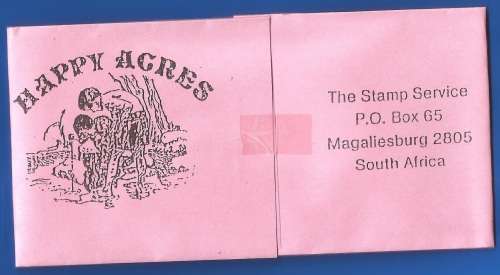 HAPPY ACRES
The Stamp Service
P.O. Box 65
Magaliesburg 2805
South Africa